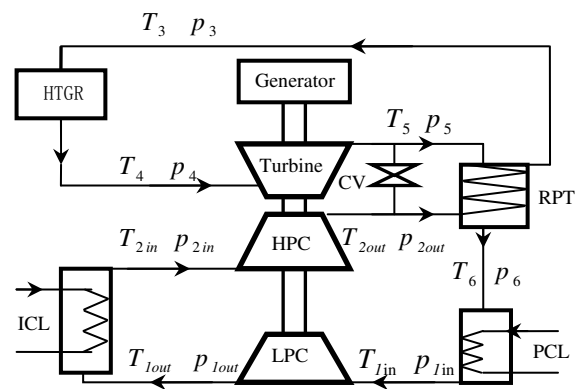 T3 p3
Generator
HTGR
T5 p5
Turbine
T4 p4
CV
RPT
T2in p2in
HPC
T2out p2out
T6 p6
ICL
LPC
PCL
T1out p1out
T1in p1in